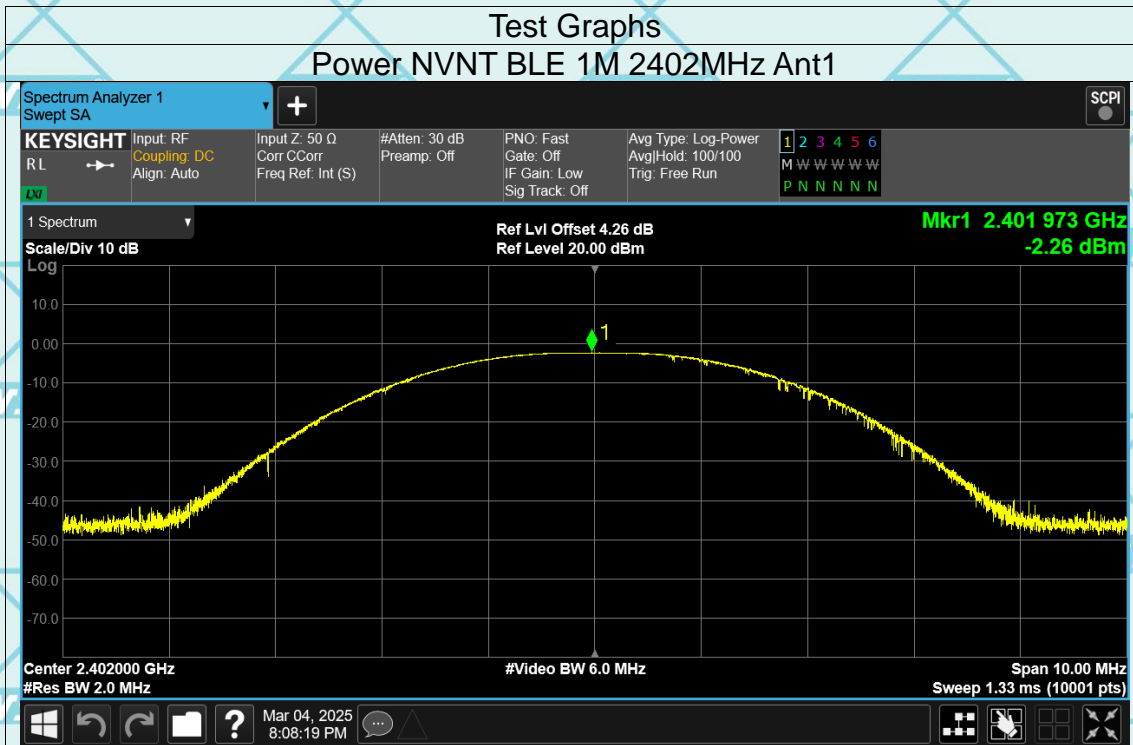 Test Graphs
Power NVNT BLE 1M 2402MHz Ant1
Spectrum Analyzer 1
Swept SA
+
SCPI
KEYSIGHT
RL
LXI
Input: RF
Coupling: DC
Align: Auto
Input Z: 50 Ω
Corr CCorr
Freq Ref: Int (S)
#Atten: 30 dB
Preamp: Off
PNO: Fast
Gate: Off
IF Gain: Low
Sig Track: Off
Avg Type: Log-Power
Avg|Hold: 100/100
Trig: Free Run
1 2 3 4 5 6
M W W W W W
P N N N N N
1 Spectrum
Scale/Div 10 dB
Ref Lvl Offset 4.26 dB
Ref Level 20.00 dBm
Mkr1 2.401 973 GHz
-2.26 dBm
Log
10.0
0.00
-10.0
-20.0
-30.0
-40.0
-50.0
-60.0
-70.0
1
Center 2.402000 GHz
#Video BW 6.0 MHz
Span 10.00 MHz
#Res BW 2.0 MHz
Sweep 1.33 ms (10001 pts)
?
Mar 04, 2025
8:08:19 PM